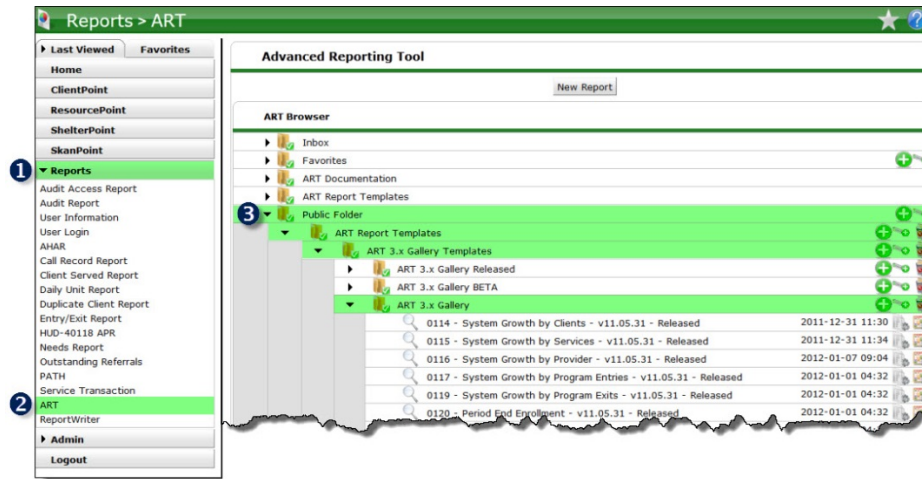 Reports > ART
Last Viewed Favorites
Home
ClientPoint
ResourcePoint
ShelterPoint
SkanPoint
1 Reports
Audit Access Report
Audit Report
User Information
User Login
AHAR
Call Record Report
Client Served Report
Daily Unit Report
Duplicate Client Report
Entry/Exit Report
HUD-40118 APR
Needs Report
Outstanding Referrals
PATH
Service Transaction
2 ART
ReportWriter
Admin
Logout
Advanced Reporting Tool
New Report
ART Browser
Inbox
Favorites
ART Documentation
ART Report Templates
3 Public Folder
ART Report Templates
ART 3.x Gallery Templates
ART 3.x Gallery Released
ART 3.x Gallery BETA
ART 3.x Gallery
0114 - System Growth by Clients - v11.05.31 - Released 2011-12-31 11:30
0115 - System Growth by Services - v11.05.31 - Released 2011-12-31 11:34
0116 - System Growth by Provider - v11.05.31 - Released 2012-01-07 09:04
0117 - System Growth by Program Entries - v11.05.31 - Released 2012-01-01 04:32
0119 - System Growth by Program Exits - v11.05.31 - Released 2012-01-01 04:32
0120 - Period End Enrollment - v11.05.31 - Released 2012-01-01 04:32